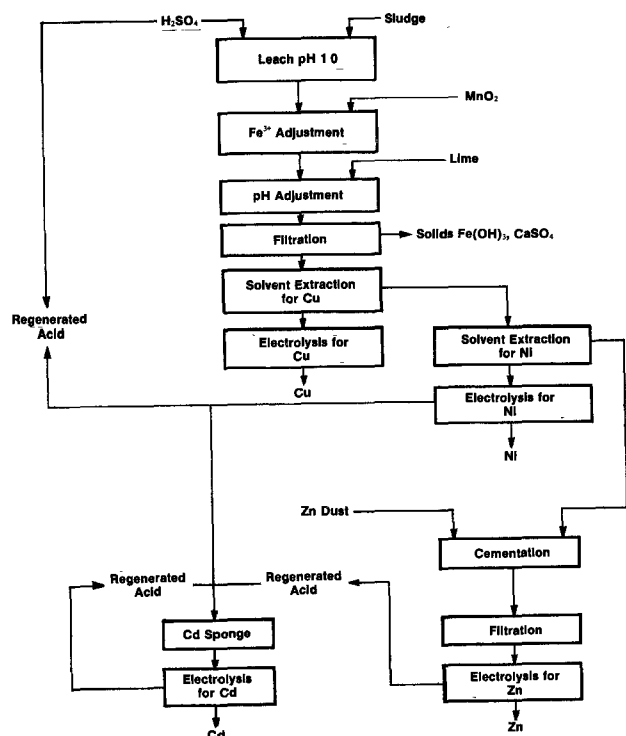 H₂SO₄
Sludge
Leach pH 1 0
MnO₂
Fe³⁺ Adjustment
Lime
pH Adjustment
Filtration
Solids Fe(OH)₃, CaSO₄
Solvent Extraction
for Cu
Regenerated
Acid
Electrolysis for
Cu
Solvent Extraction
for Ni
Cu
Electrolysis for
Ni
Ni
Zn Dust
Cementation
Regenerated
Acid
Regenerated
Acid
Cd Sponge
Filtration
Electrolysis
for Cd
Electrolysis for
Zn
Cd
Zn